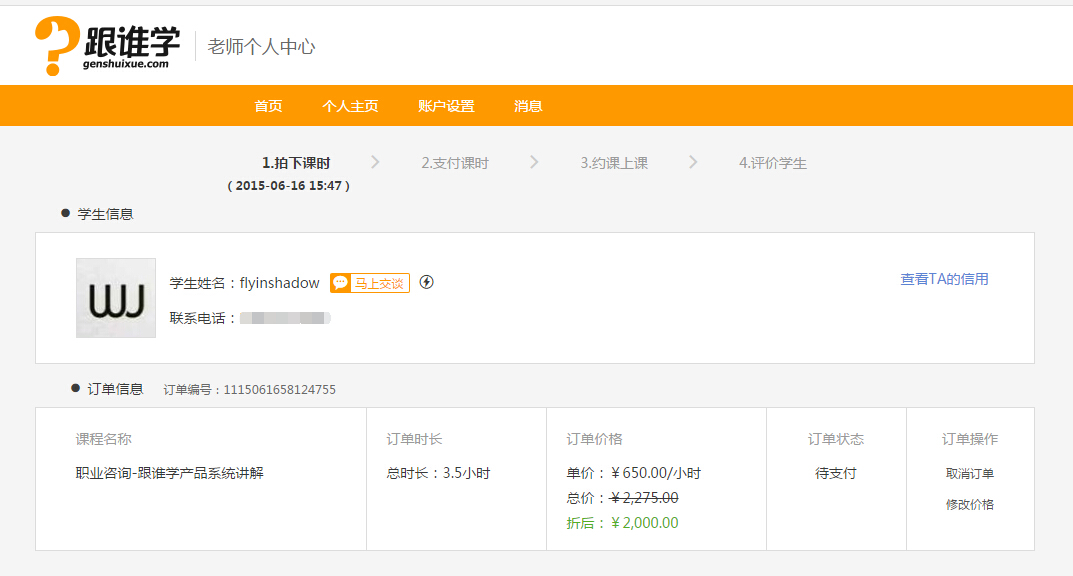 跟谁学
genshuixue.com
老师个人中心
首页 个人主页 账户设置 消息
1.拍下课时 2.支付课时 3.约课上课 4.评价学生
( 2015-06-16 15:47 )
学生信息
WJ
学生姓名：flyinshadow 马上交谈
查看TA的信用
联系电话：
订单信息 订单编号：1115061658124755
课程名称 订单时长 订单价格 订单状态 订单操作
职业咨询-跟谁学产品系统讲解 总时长：3.5小时 单价：￥650.00/小时 待支付 取消订单
总价：￥2,275.00
修改价格
折后：￥2,000.00